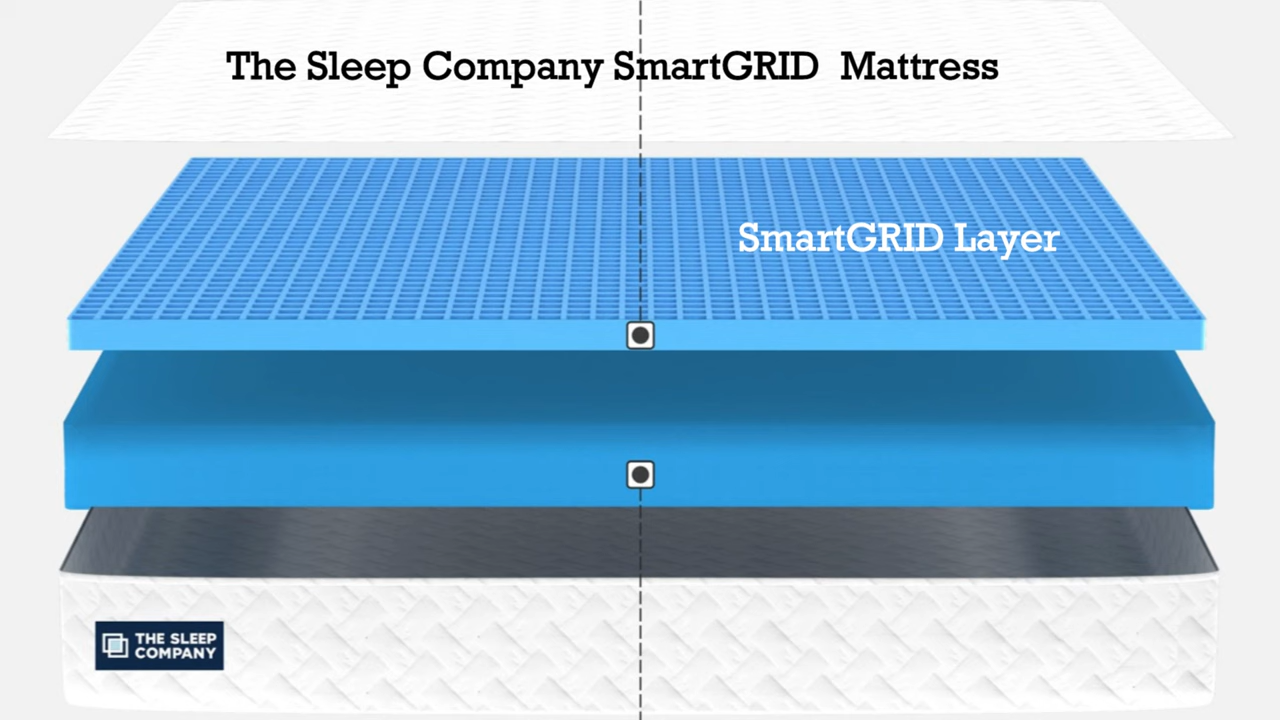 The Sleep Company SmartGRID  Mattress
SmartGRID Layer
THE SLEEP
COMPANY